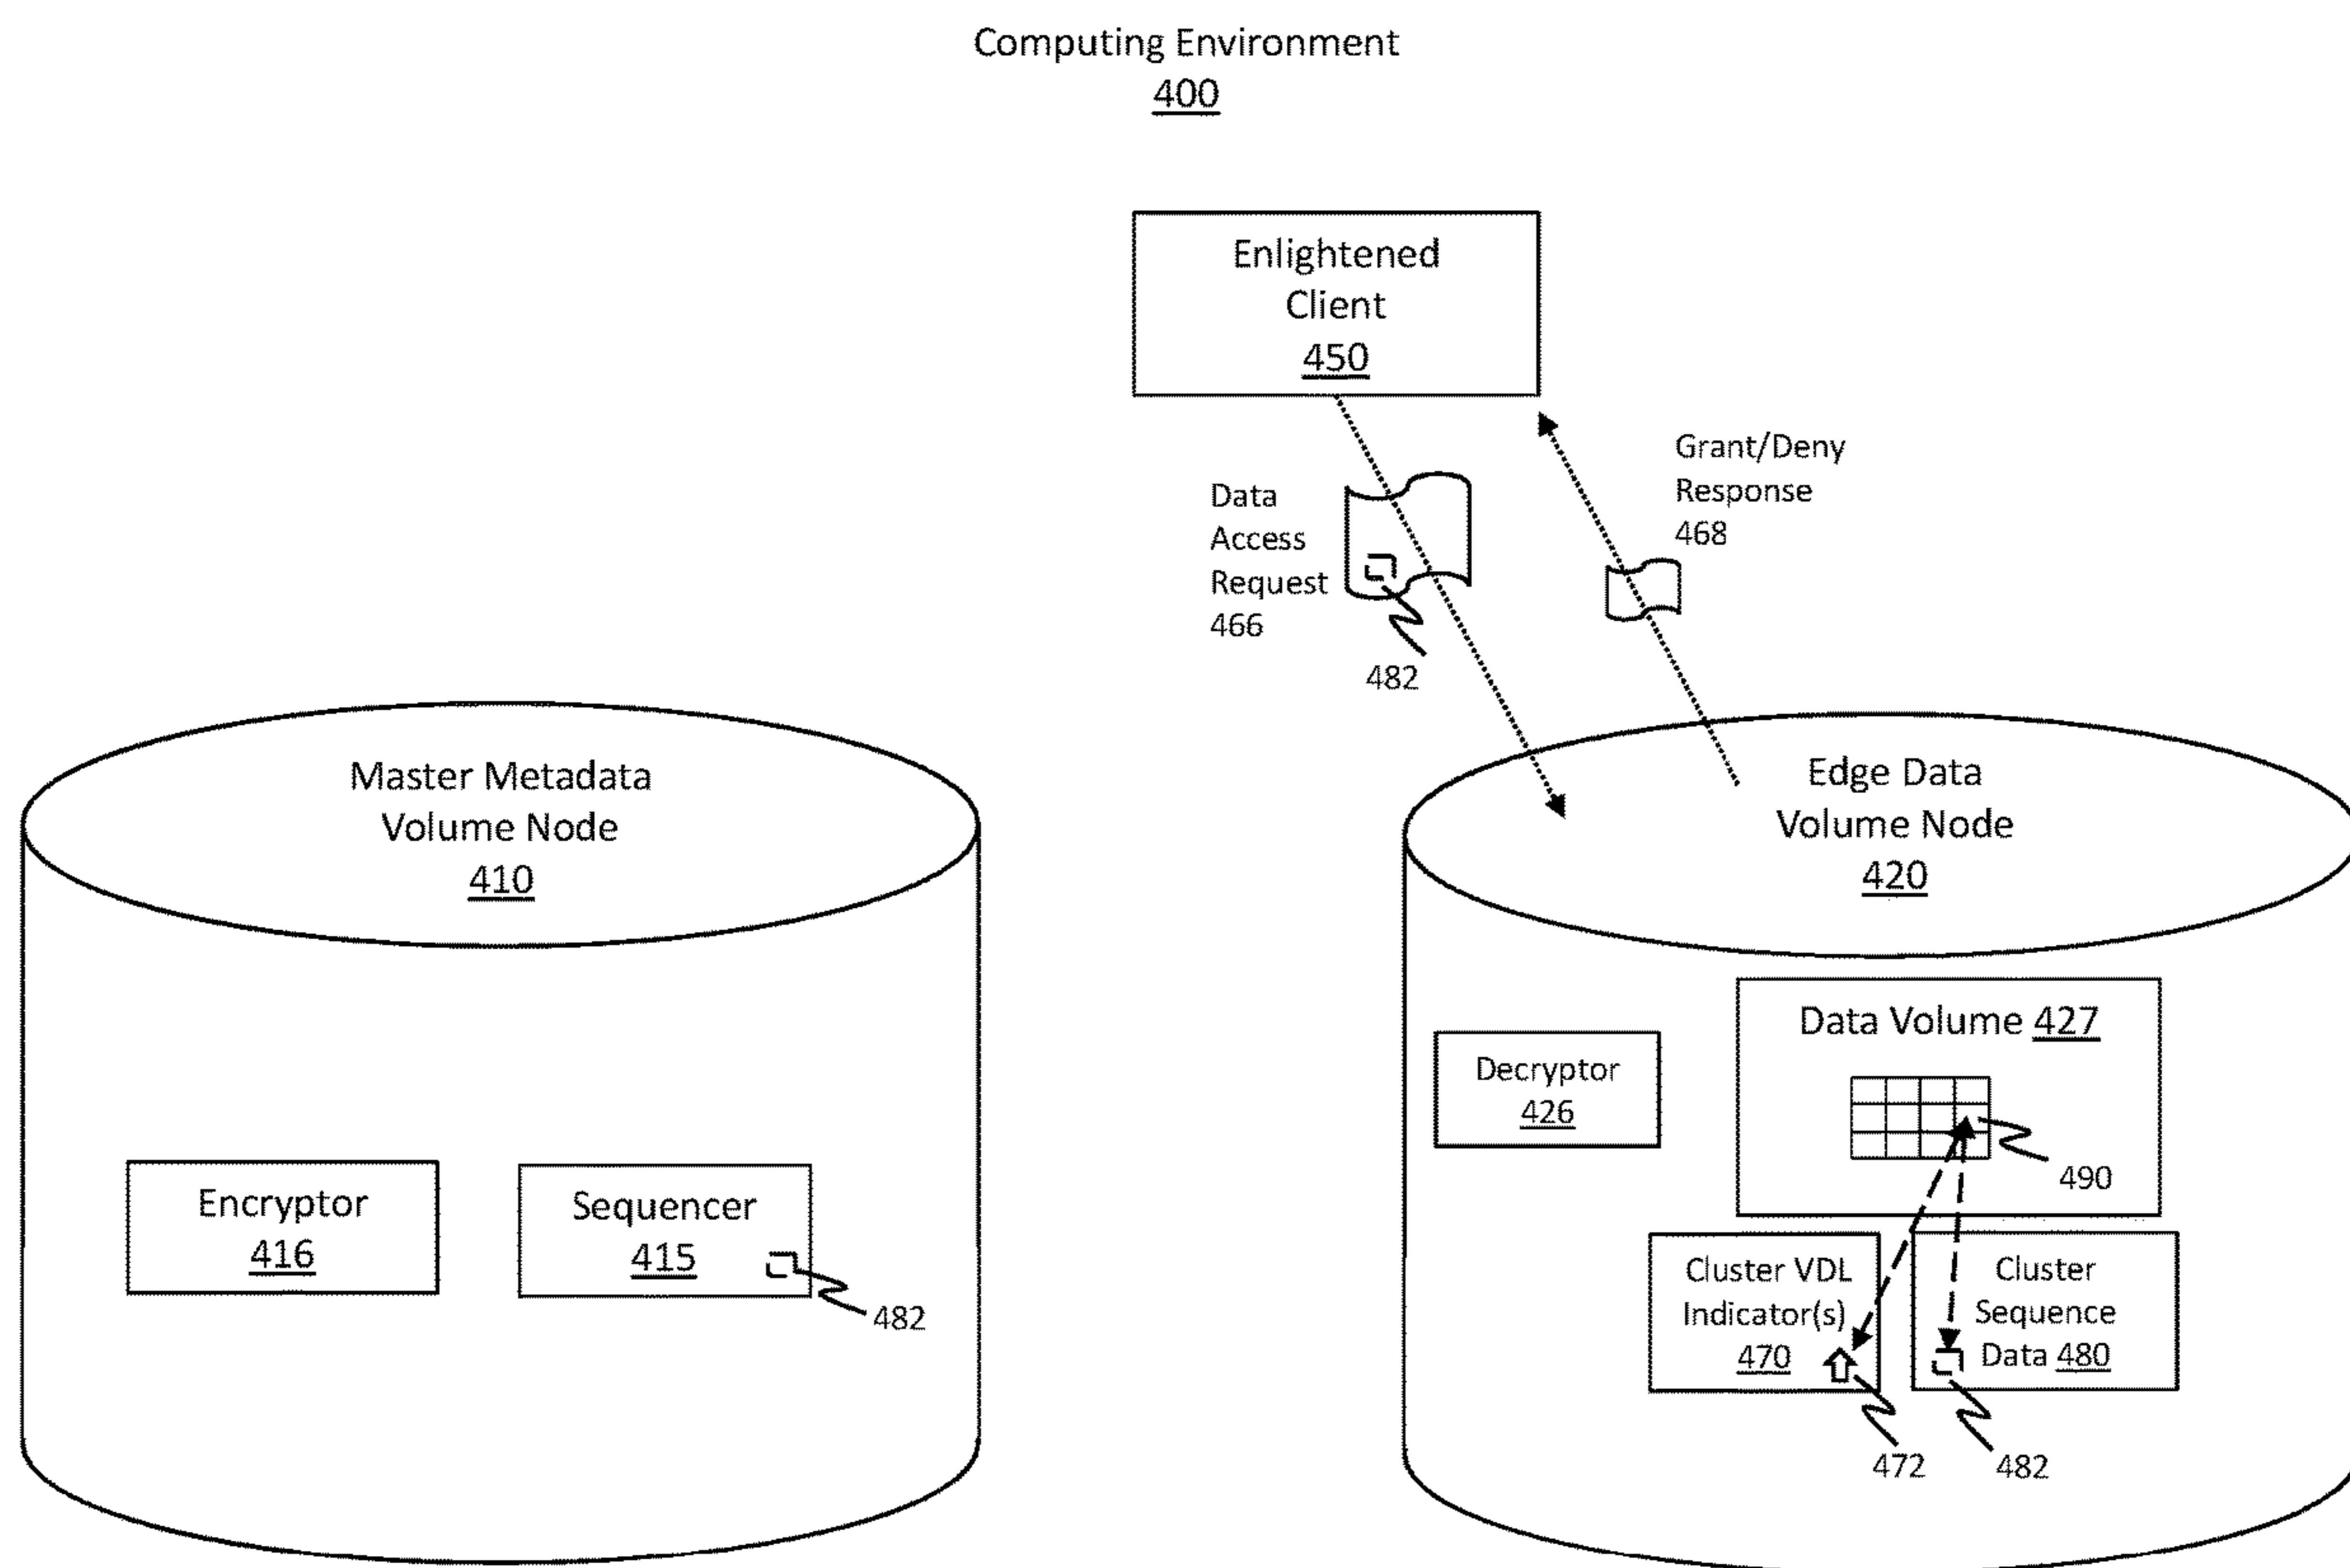 Computing Environment
400
Enlightened
Client
450
Data
Access
Request
466
482
Grant/Deny
Response
468
Master Metadata
Volume Node
410
Encryptor
416
Sequencer
415
482
Edge Data
Volume Node
420
Decryptor
426
Data Volume 427
490
Cluster VDL
Indicator(s)
470
472
Cluster
Sequence
Data 480
482